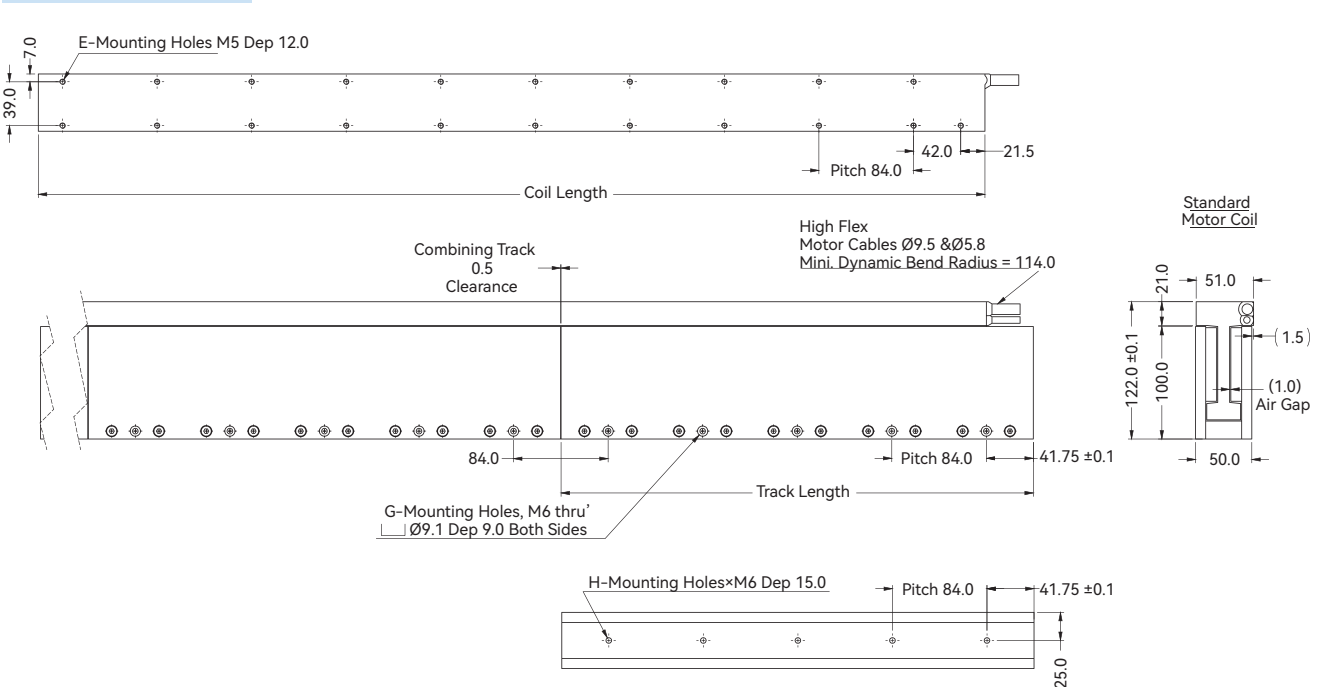 7.0
E-Mounting Holes M5 Dep 12.0
39.0
42.0
21.5
Pitch 84.0
Coil Length
Standard
Motor Coil
High Flex
Motor Cables Ø9.5 &Ø5.8
Mini. Dynamic Bend Radius = 114.0
Combining Track
0.5
Clearance
21.0
51.0
122.0 ±0.1
100.0
(1.5)
(1.0)
Air Gap
84.0
Pitch 84.0
41.75 ±0.1
50.0
Track Length
G-Mounting Holes, M6 thru’
Ø9.1 Dep 9.0 Both Sides
H-Mounting Holes×M6 Dep 15.0
Pitch 84.0
41.75 ±0.1
25.0